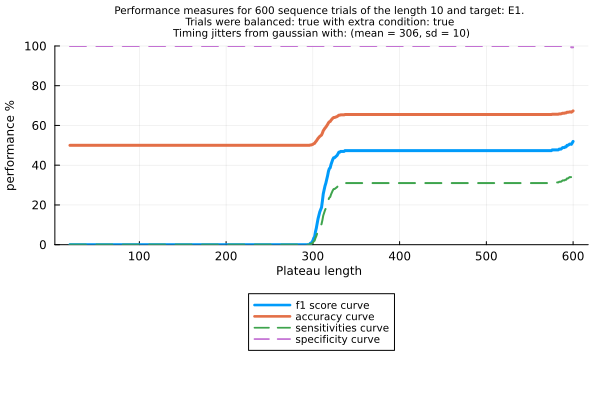 Performance measures for 600 sequence trials of the length 10 and target: E1.
Trials were balanced: true with extra condition: true
Timing jitters from gaussian with: (mean = 306, sd = 10)
100
80
60
40
20
0
performance %
100 200 300 400 500 600
Plateau length
f1 score curve
accuracy curve
sensitivities curve
specificity curve